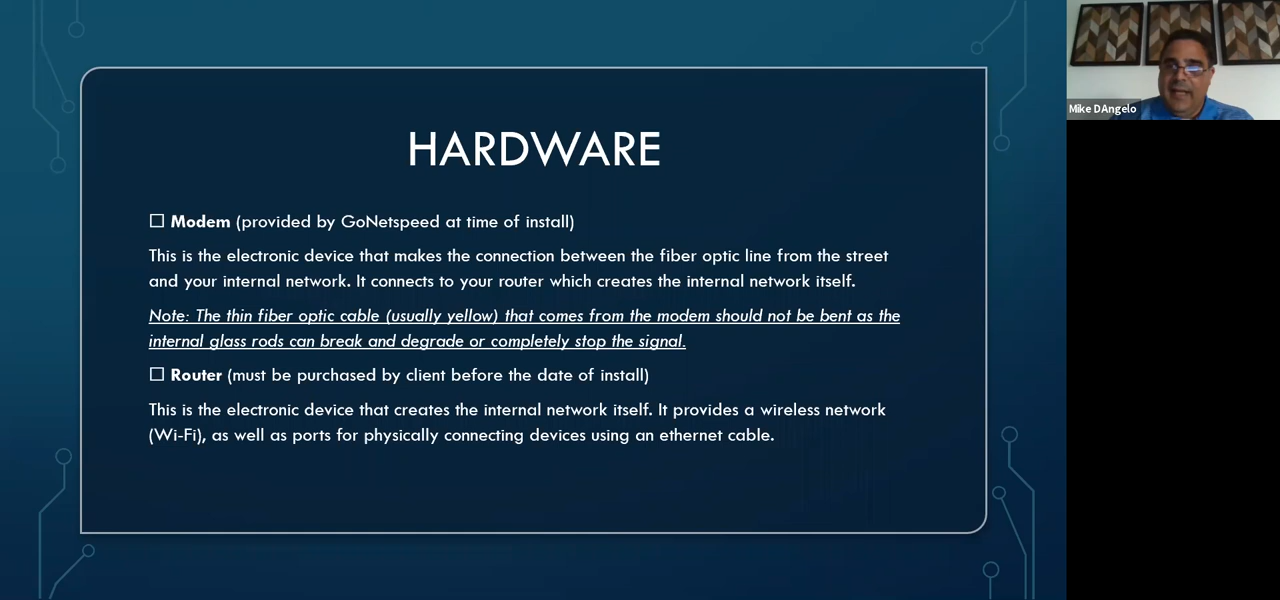 HARDWARE
☐ Modem (provided by GoNetspeed at time of install)
This is the electronic device that makes the connection between the fiber optic line from the street
and your internal network. It connects to your router which creates the internal network itself.
Note: The thin fiber optic cable (usually yellow) that comes from the modem should not be bent as the
internal glass rods can break and degrade or completely stop the signal.
☐ Router (must be purchased by client before the date of install)
This is the electronic device that creates the internal network itself. It provides a wireless network
(Wi-Fi), as well as ports for physically connecting devices using an ethernet cable.
Mike DAngelo